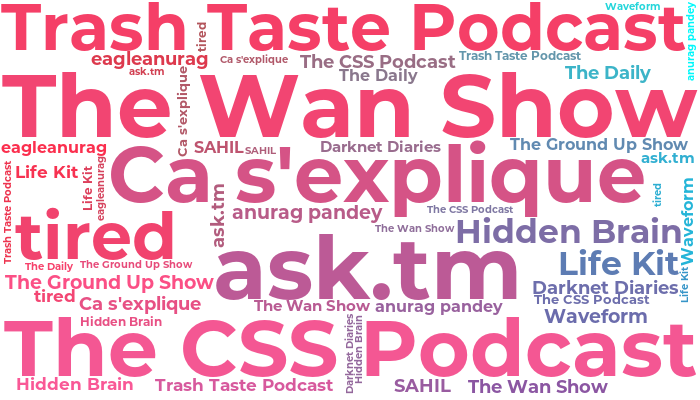 Trash Taste Podcast
Waveform
anurag pandey
tired
eagleanurag
ask.tm
Ca s'explique
The CSS Podcast
Trash Taste Podcast
The Daily
The Daily
The Wan Show
Ca s'explique
eagleanurag
SAHIL
SAHIL
Darknet Diaries
The Ground Up Show
ask.tm
Life Kit
Life Kit
eagleanurag
Trash Taste Podcast
Ca s'explique
tired
Waveform
ask.tm
anurag pandey
The CSS Podcast
tired
The Wan Show
Hidden Brain
ask.tm
Life Kit
Life Kit
The Daily
The Ground Up Show
The Ground Up Show
Darknet Diaries
tired
Ca s'explique
The Wan Show
anurag pandey
The CSS Podcast
Waveform
Hidden Brain
Darknet Diaries
Hidden Brain
The CSS Podcast
Hidden Brain
Trash Taste Podcast
SAHIL
The Wan Show